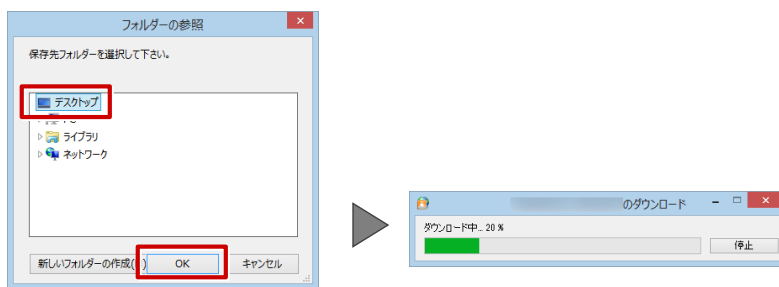 フォルダーの参照
保存先フォルダーを選択して下さい。
デスクトップ
ライブラリ
ネットワーク
新しいフォルダーの作成(
OK
キャンセル
のダウンロード
ダウンロード中... 20 %
停止